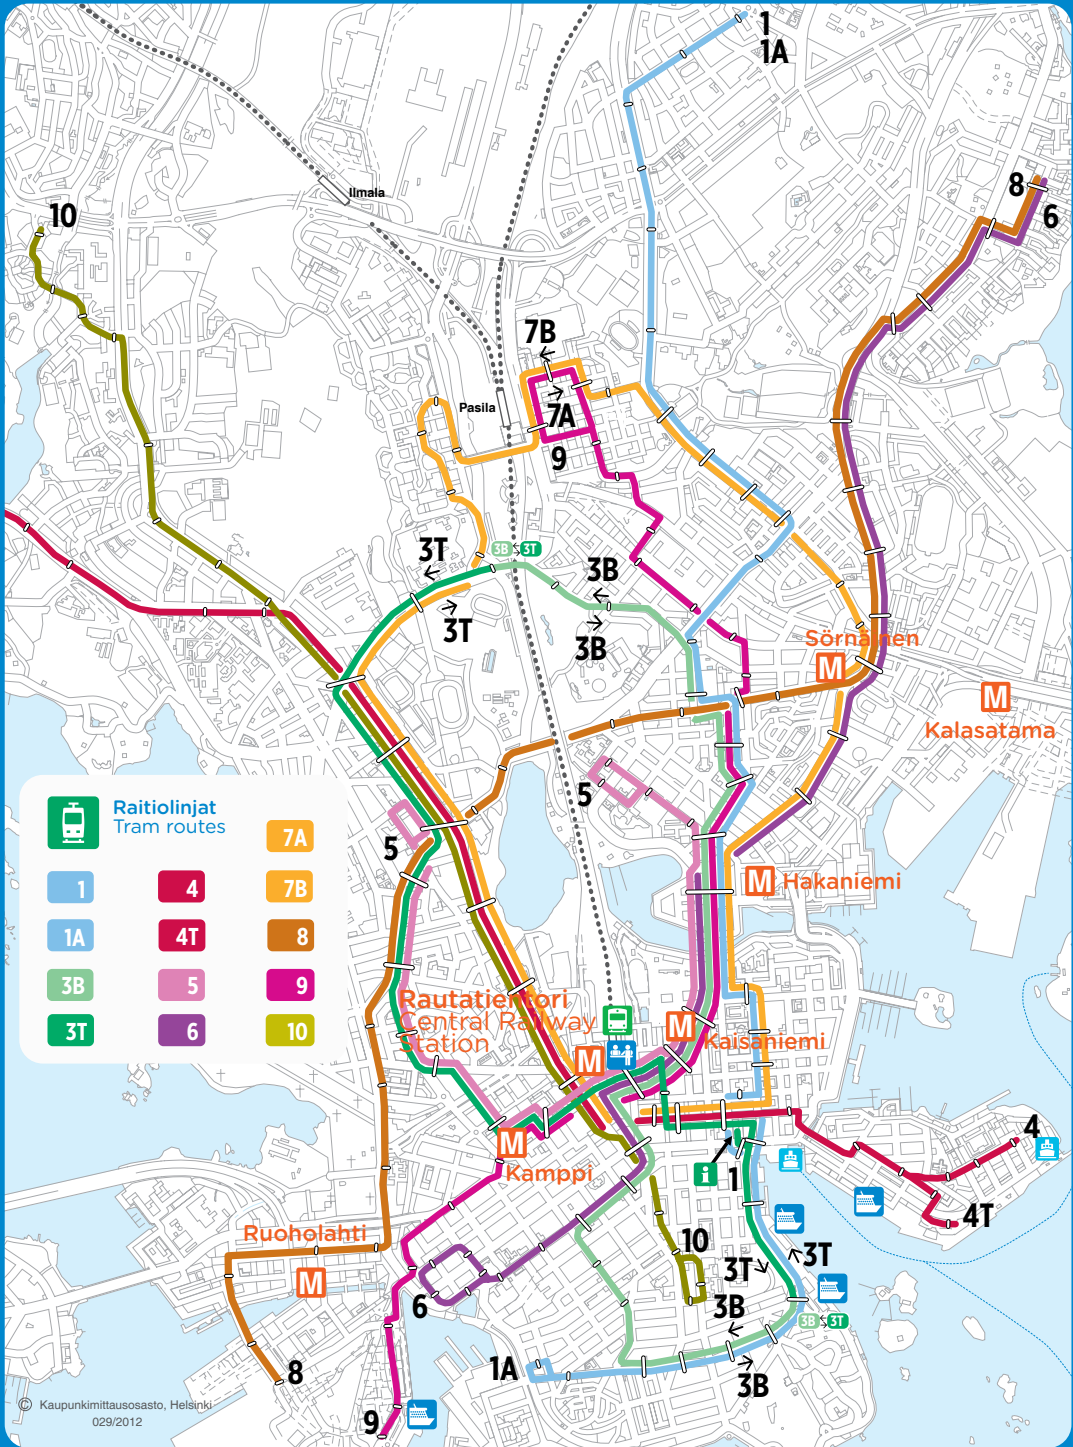 1
1A
Ilmala
8
10
6
7B
Pasila
7A
9
3T
3B
3T
3B
3T
3B
Sörnäinen
M
M
Kalasatama
5
Raitiolinjat
Tram routes
7A
1
4
7B
1A
4T
8
3B
5
9
3T
6
10
5
M
Hakaniemi
Rautatientori
Central Railway
Station
M
Kaisaniemi
M
M
Kamppi
4
i
1
4T
Ruoholahti
M
10
3T
3T
6
3B
3B
3T
1A
3B
8
9
© Kaupunkimittausosasto, Helsinki
029/2012